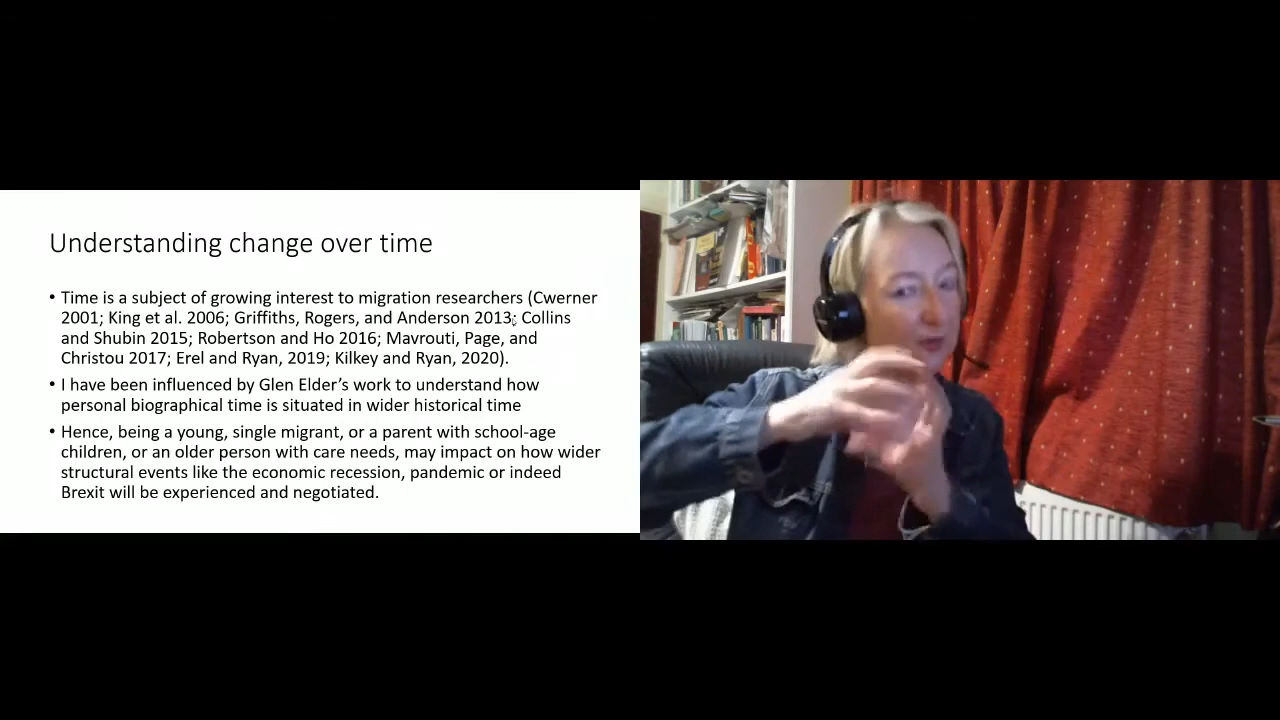 Understanding change over time
• Time is a subject of growing interest to migration researchers (Cwerner
2001; King et al. 2006; Griffiths, Rogers, and Anderson 2013; Collins
and Shubin 2015; Robertson and Ho 2016; Mavrouti, Page, and
Christou 2017; Erel and Ryan, 2019; Kilkey and Ryan, 2020).
• I have been influenced by Glen Elder’s work to understand how
personal biographical time is situated in wider historical time
• Hence, being a young, single migrant, or a parent with school-age
children, or an older person with care needs, may impact on how wider
structural events like the economic recession, pandemic or indeed
Brexit will be experienced and negotiated.